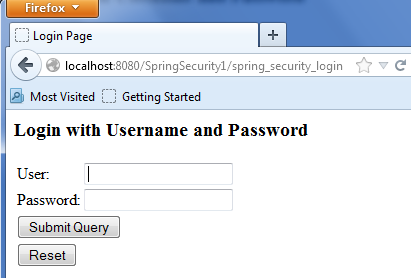 Firefox
Login Page
localhost:8080/SpringSecurity1/spring_security_login
Most Visited Getting Started
Login with Username and Password
User:
Password:
Submit Query
Reset